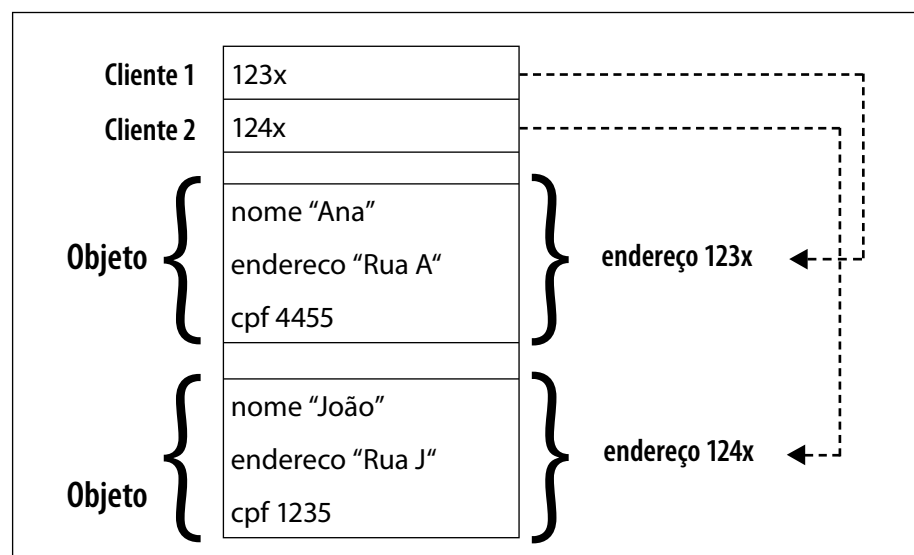 Cliente 1 123x
Cliente 2 124x
nome “Ana”
Objeto endereco “Rua A“ endereço 123x
cpf 4455
nome “João”
endereco “Rua J“ endereço 124x
Objeto cpf 1235